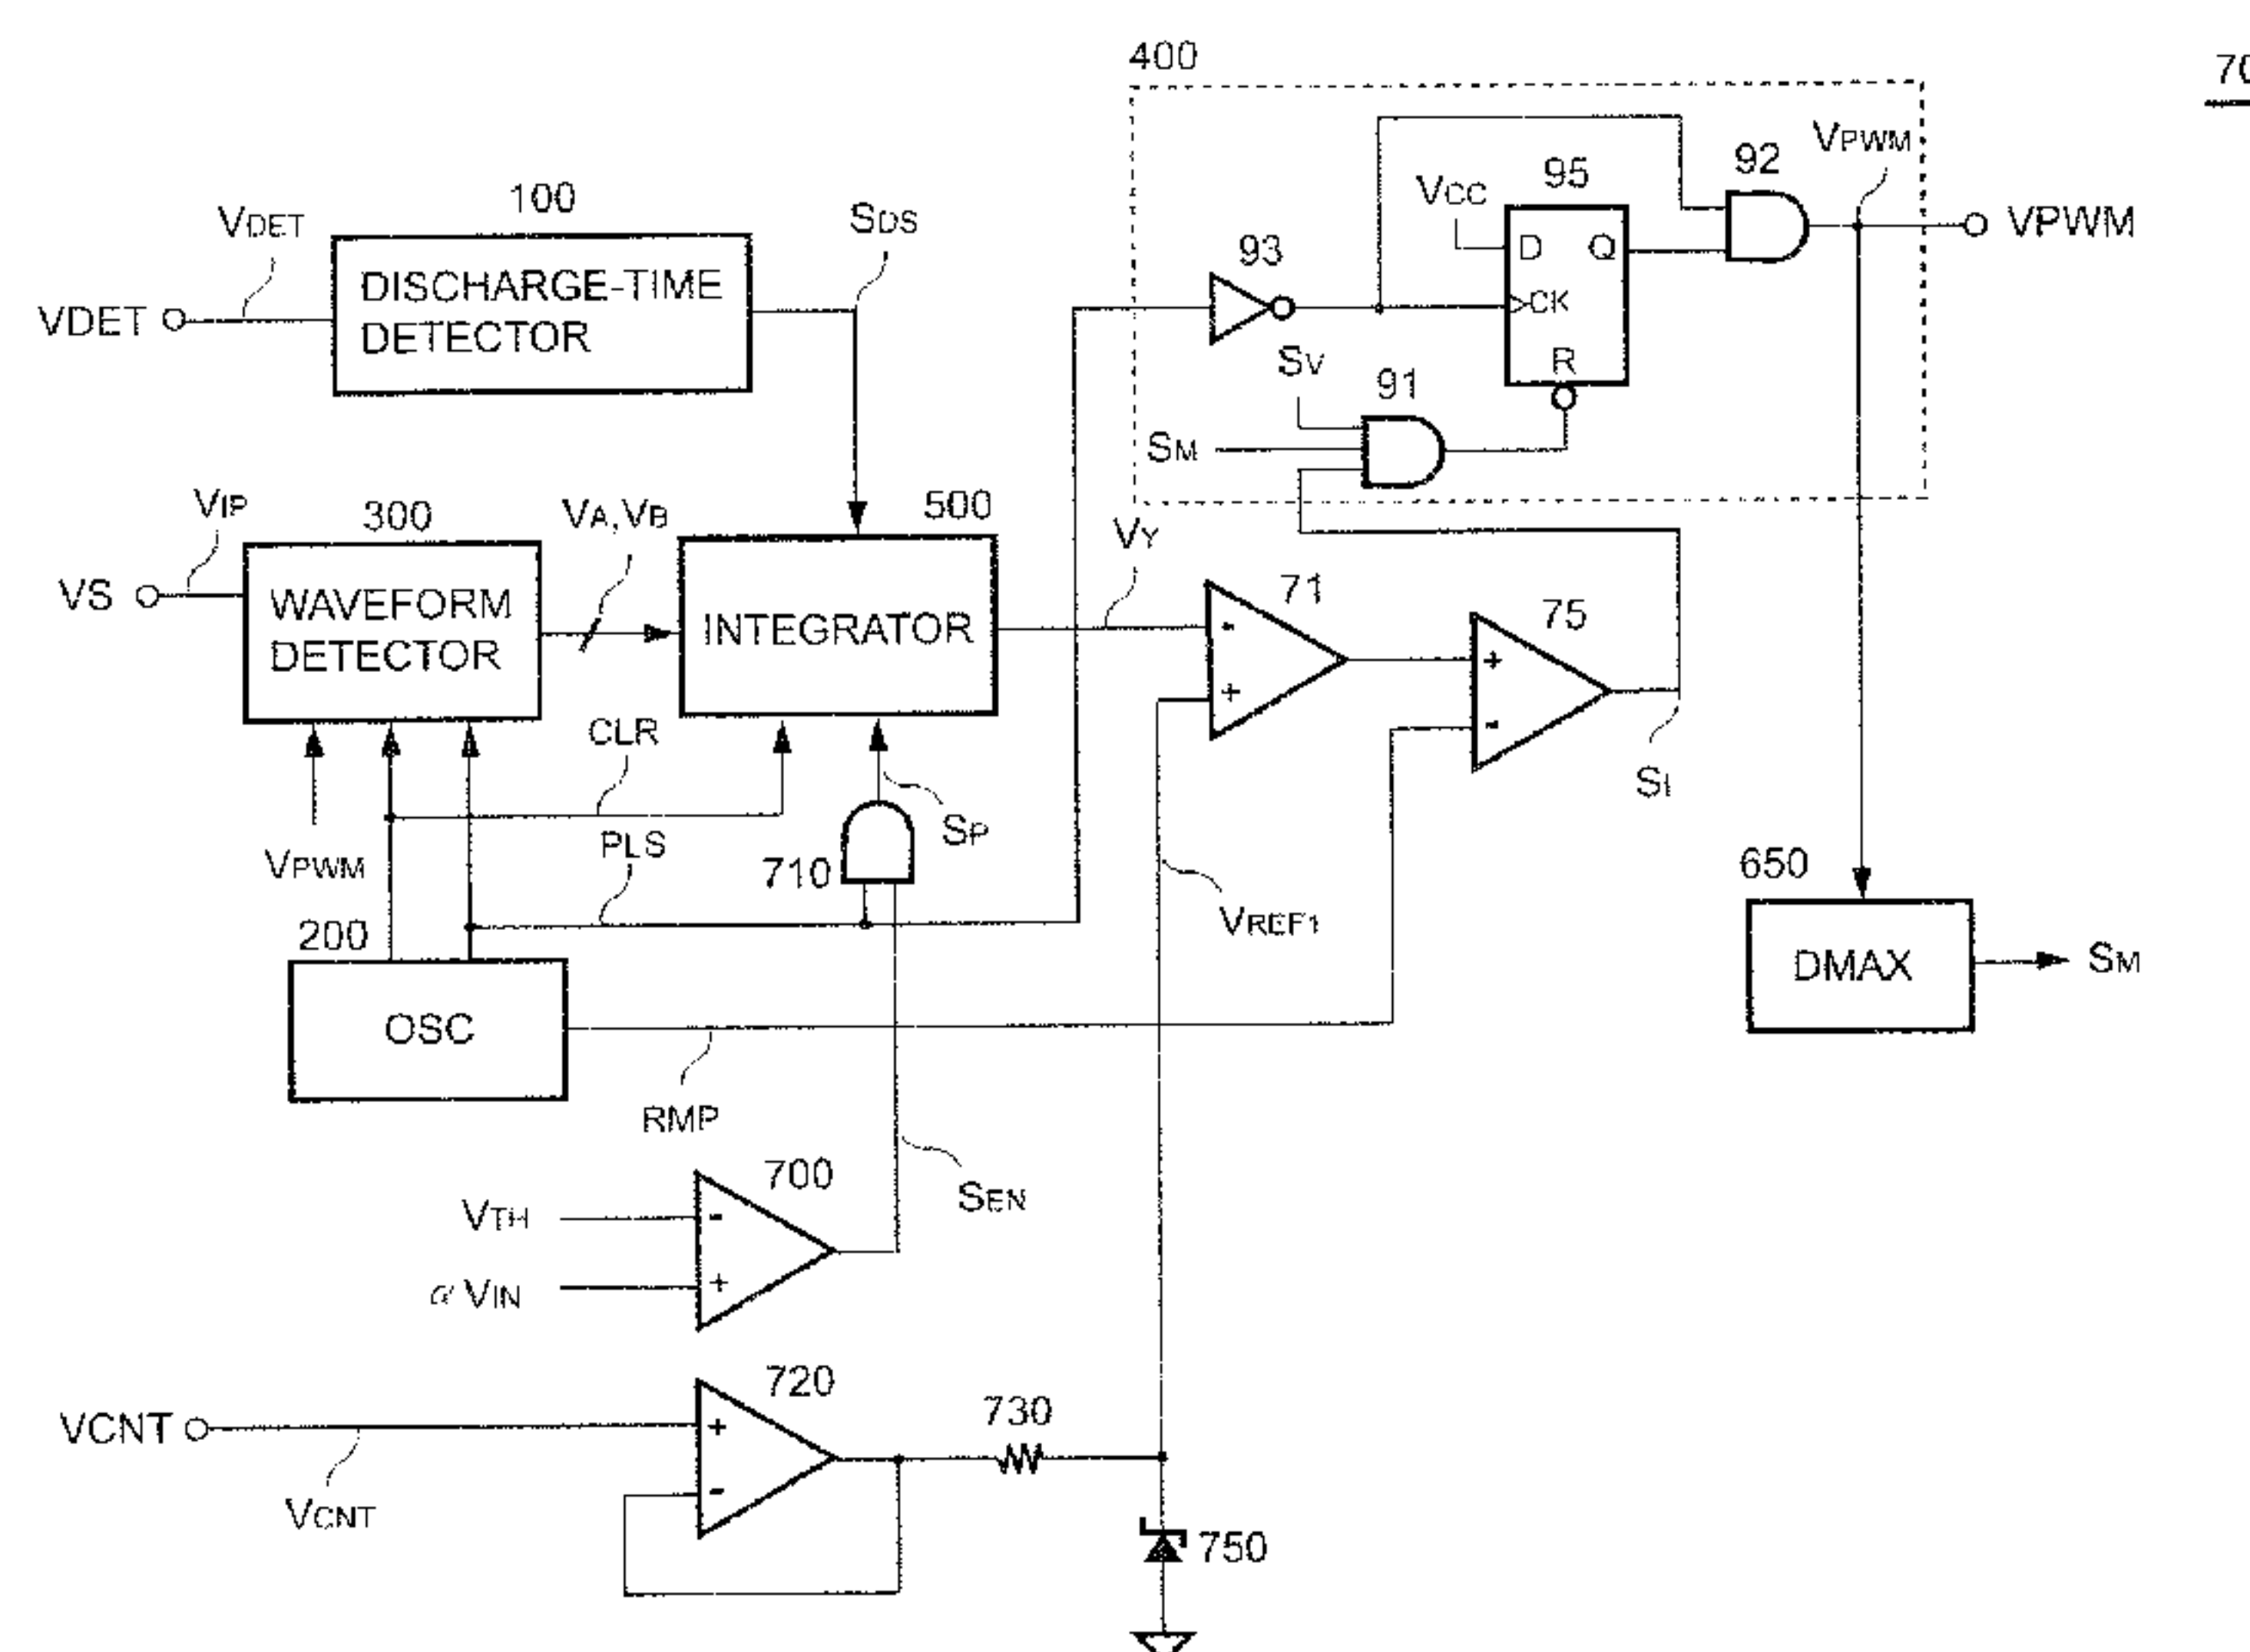 400
70
VPWM
92
95
VCC
100
SDS
VDET
D
Q
VPWM
93
DISCHARGE-TIME
DETECTOR
VDET
CK
SV
91
R
SM
VIP
300
VA,VB
500
VY
71
VS
WAVEFORM
DETECTOR
INTEGRATOR
-
+
75
+
-
CLR
SI
SP
PLS
VPWM
710
650
VREF1
200
DMAX
SM
OSC
RMP
700
SEN
VTH
-
α VIN
+
720
730
VCNT
+
-
VCNT
750